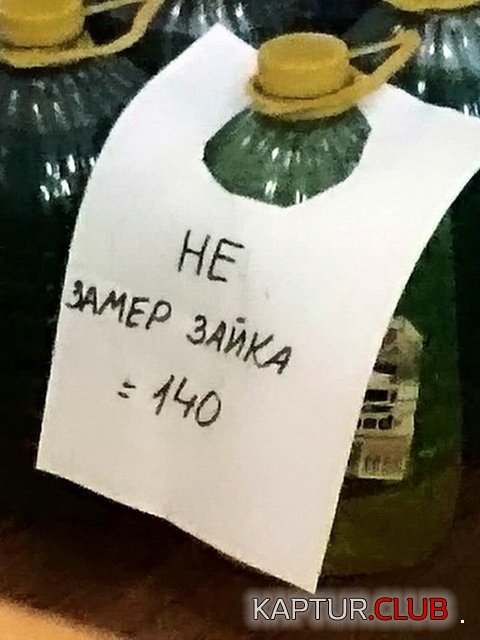 НЕ
ЗАМЕР ЗАЙКА
= 140
KAPTUR.CLUB .